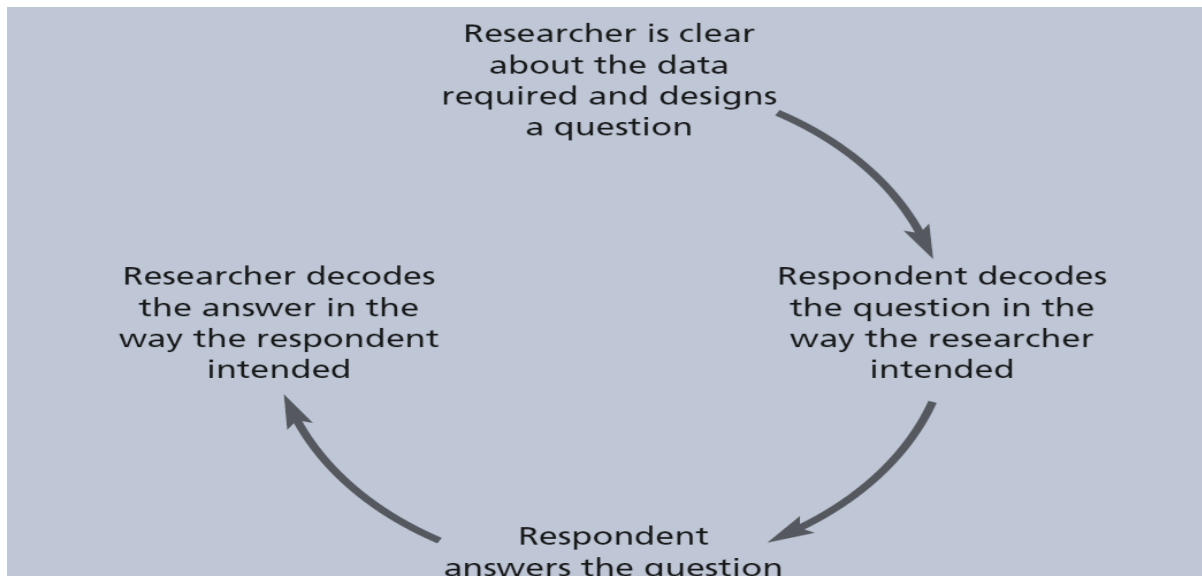 Researcher is clear
about the data
required and designs
a question
Respondent decodes
the question in the
way the researcher
intended
Respondent
answers the question
Researcher decodes
the answer in the
way the respondent
intended